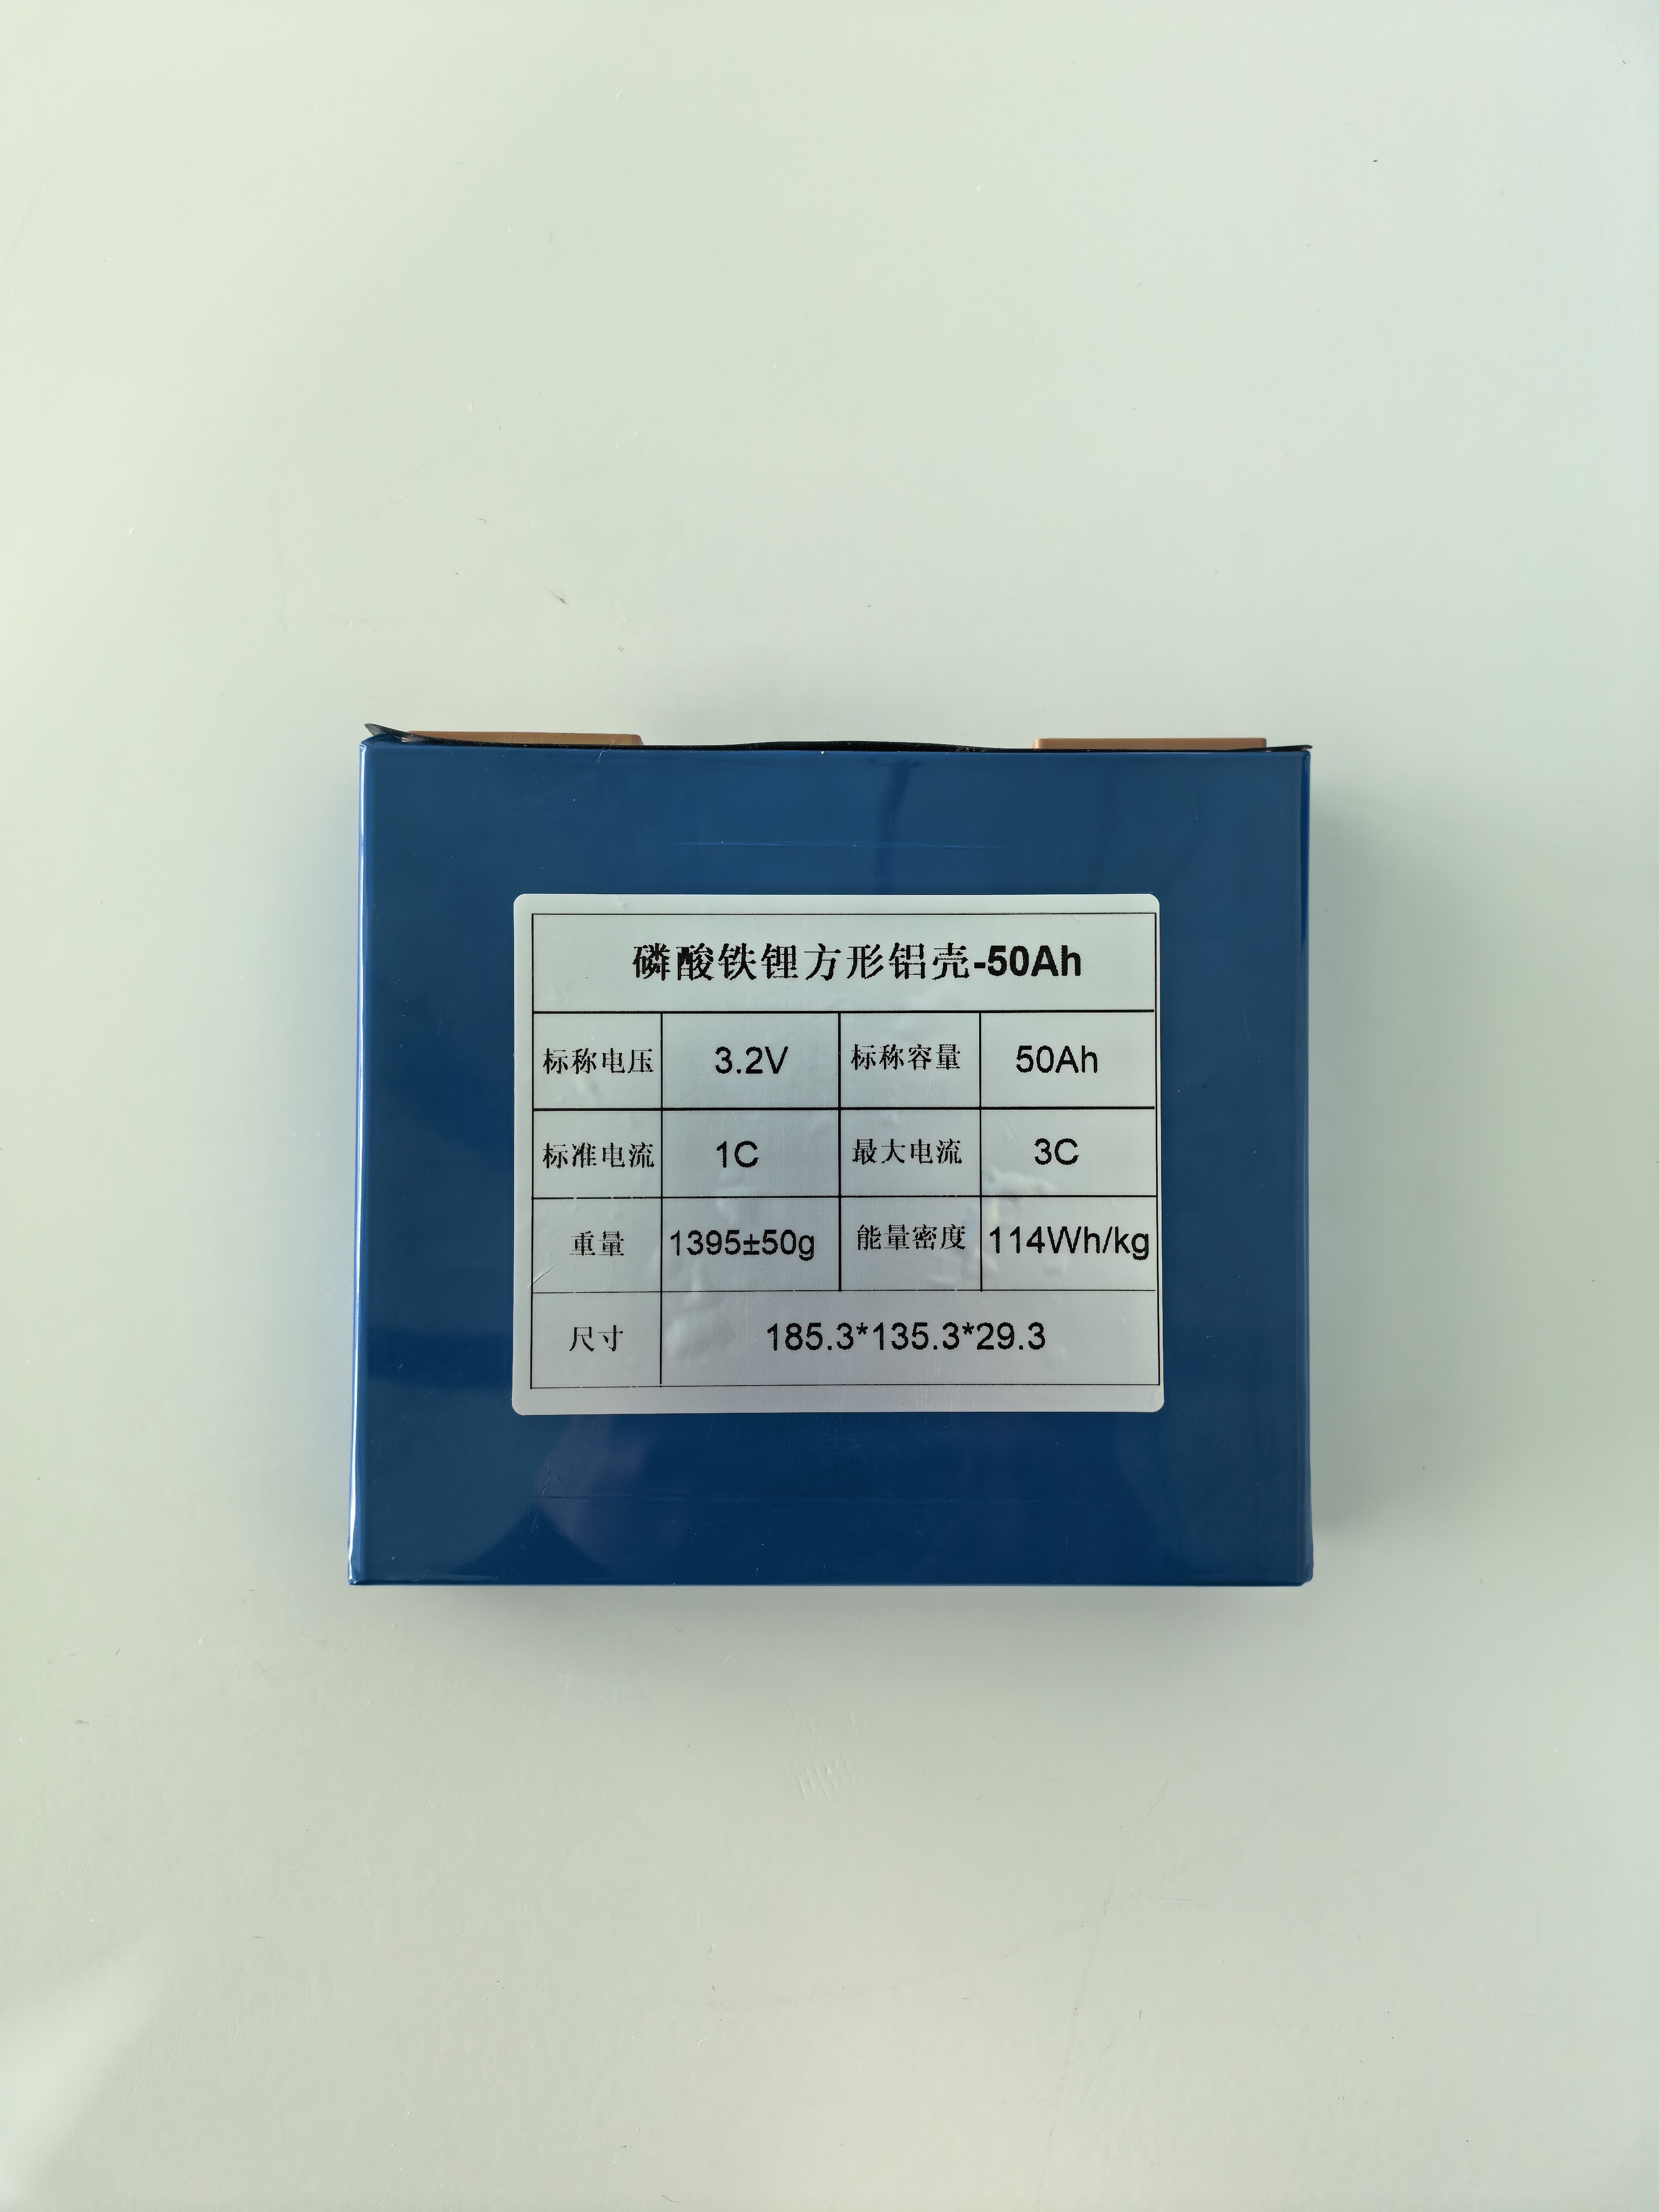 磷酸铁锂方形铝壳-50Ah
标称电压 3.2V 标称容量 50Ah
标准电流 1C 最大电流 3C
重量 1395±50g 能量密度 114Wh/kg
尺寸 185.3*135.3*29.3